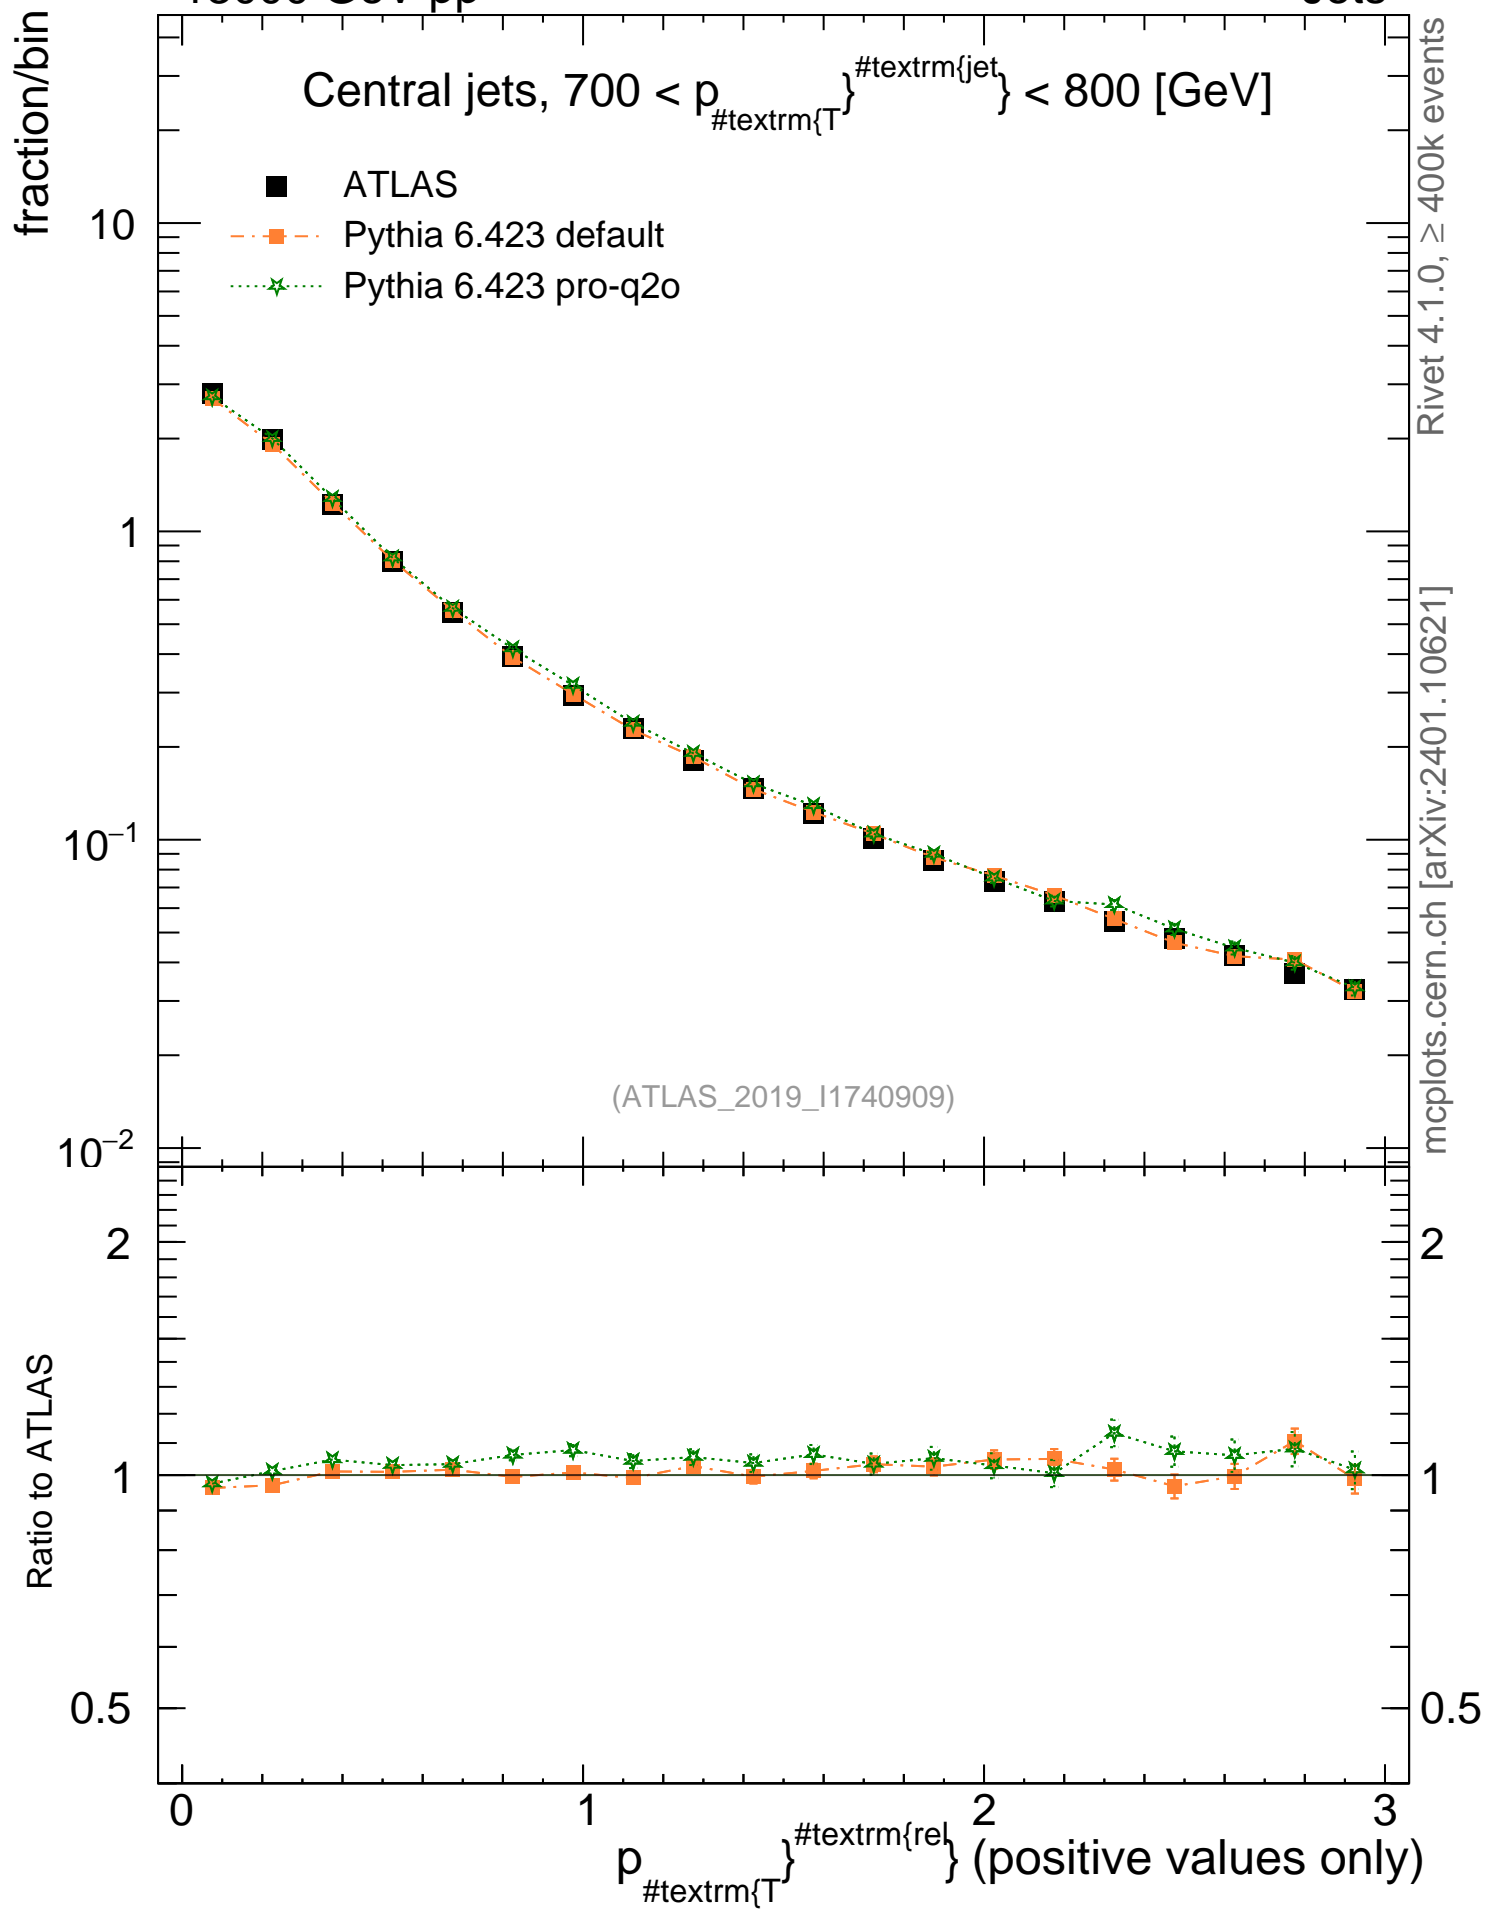 fraction/bin
Central jets, 700 < p_#textrm{T}^#textrm{jet}} < 800 [GeV]
ATLAS
Pythia 6.423 default
Pythia 6.423 pro-q2o
10
1
10⁻¹
10⁻²
(ATLAS_2019_I1740909)
Rivet 4.1.0, ≥ 400k events
mcplots.cern.ch [arXiv:2401.10621]
Ratio to ATLAS
2
1
0.5
2
1
0.5
0 1 2 3
p_#textrm{T}^#textrm{rel}} (positive values only)